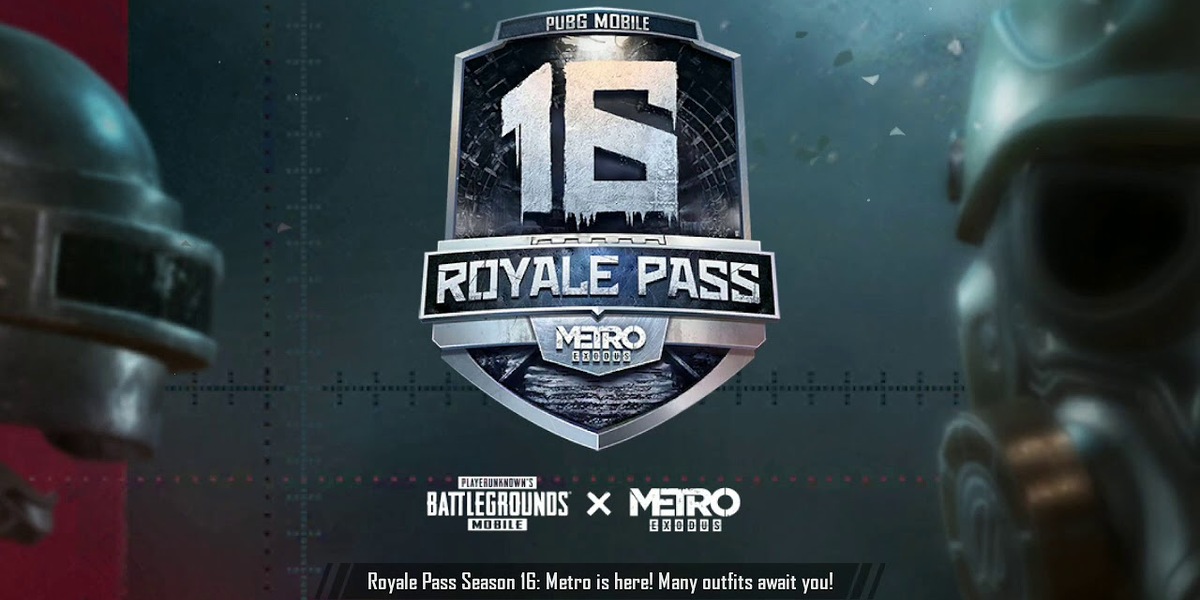 PUBG MOBILE
16
ROYALE PASS
METRO
EXODUS
PLAYERUNKNOWN'S
BATTLEGROUNDS
MOBILE
X
METRO
EXODUS
Royale Pass Season 16: Metro is here! Many outfits await you!